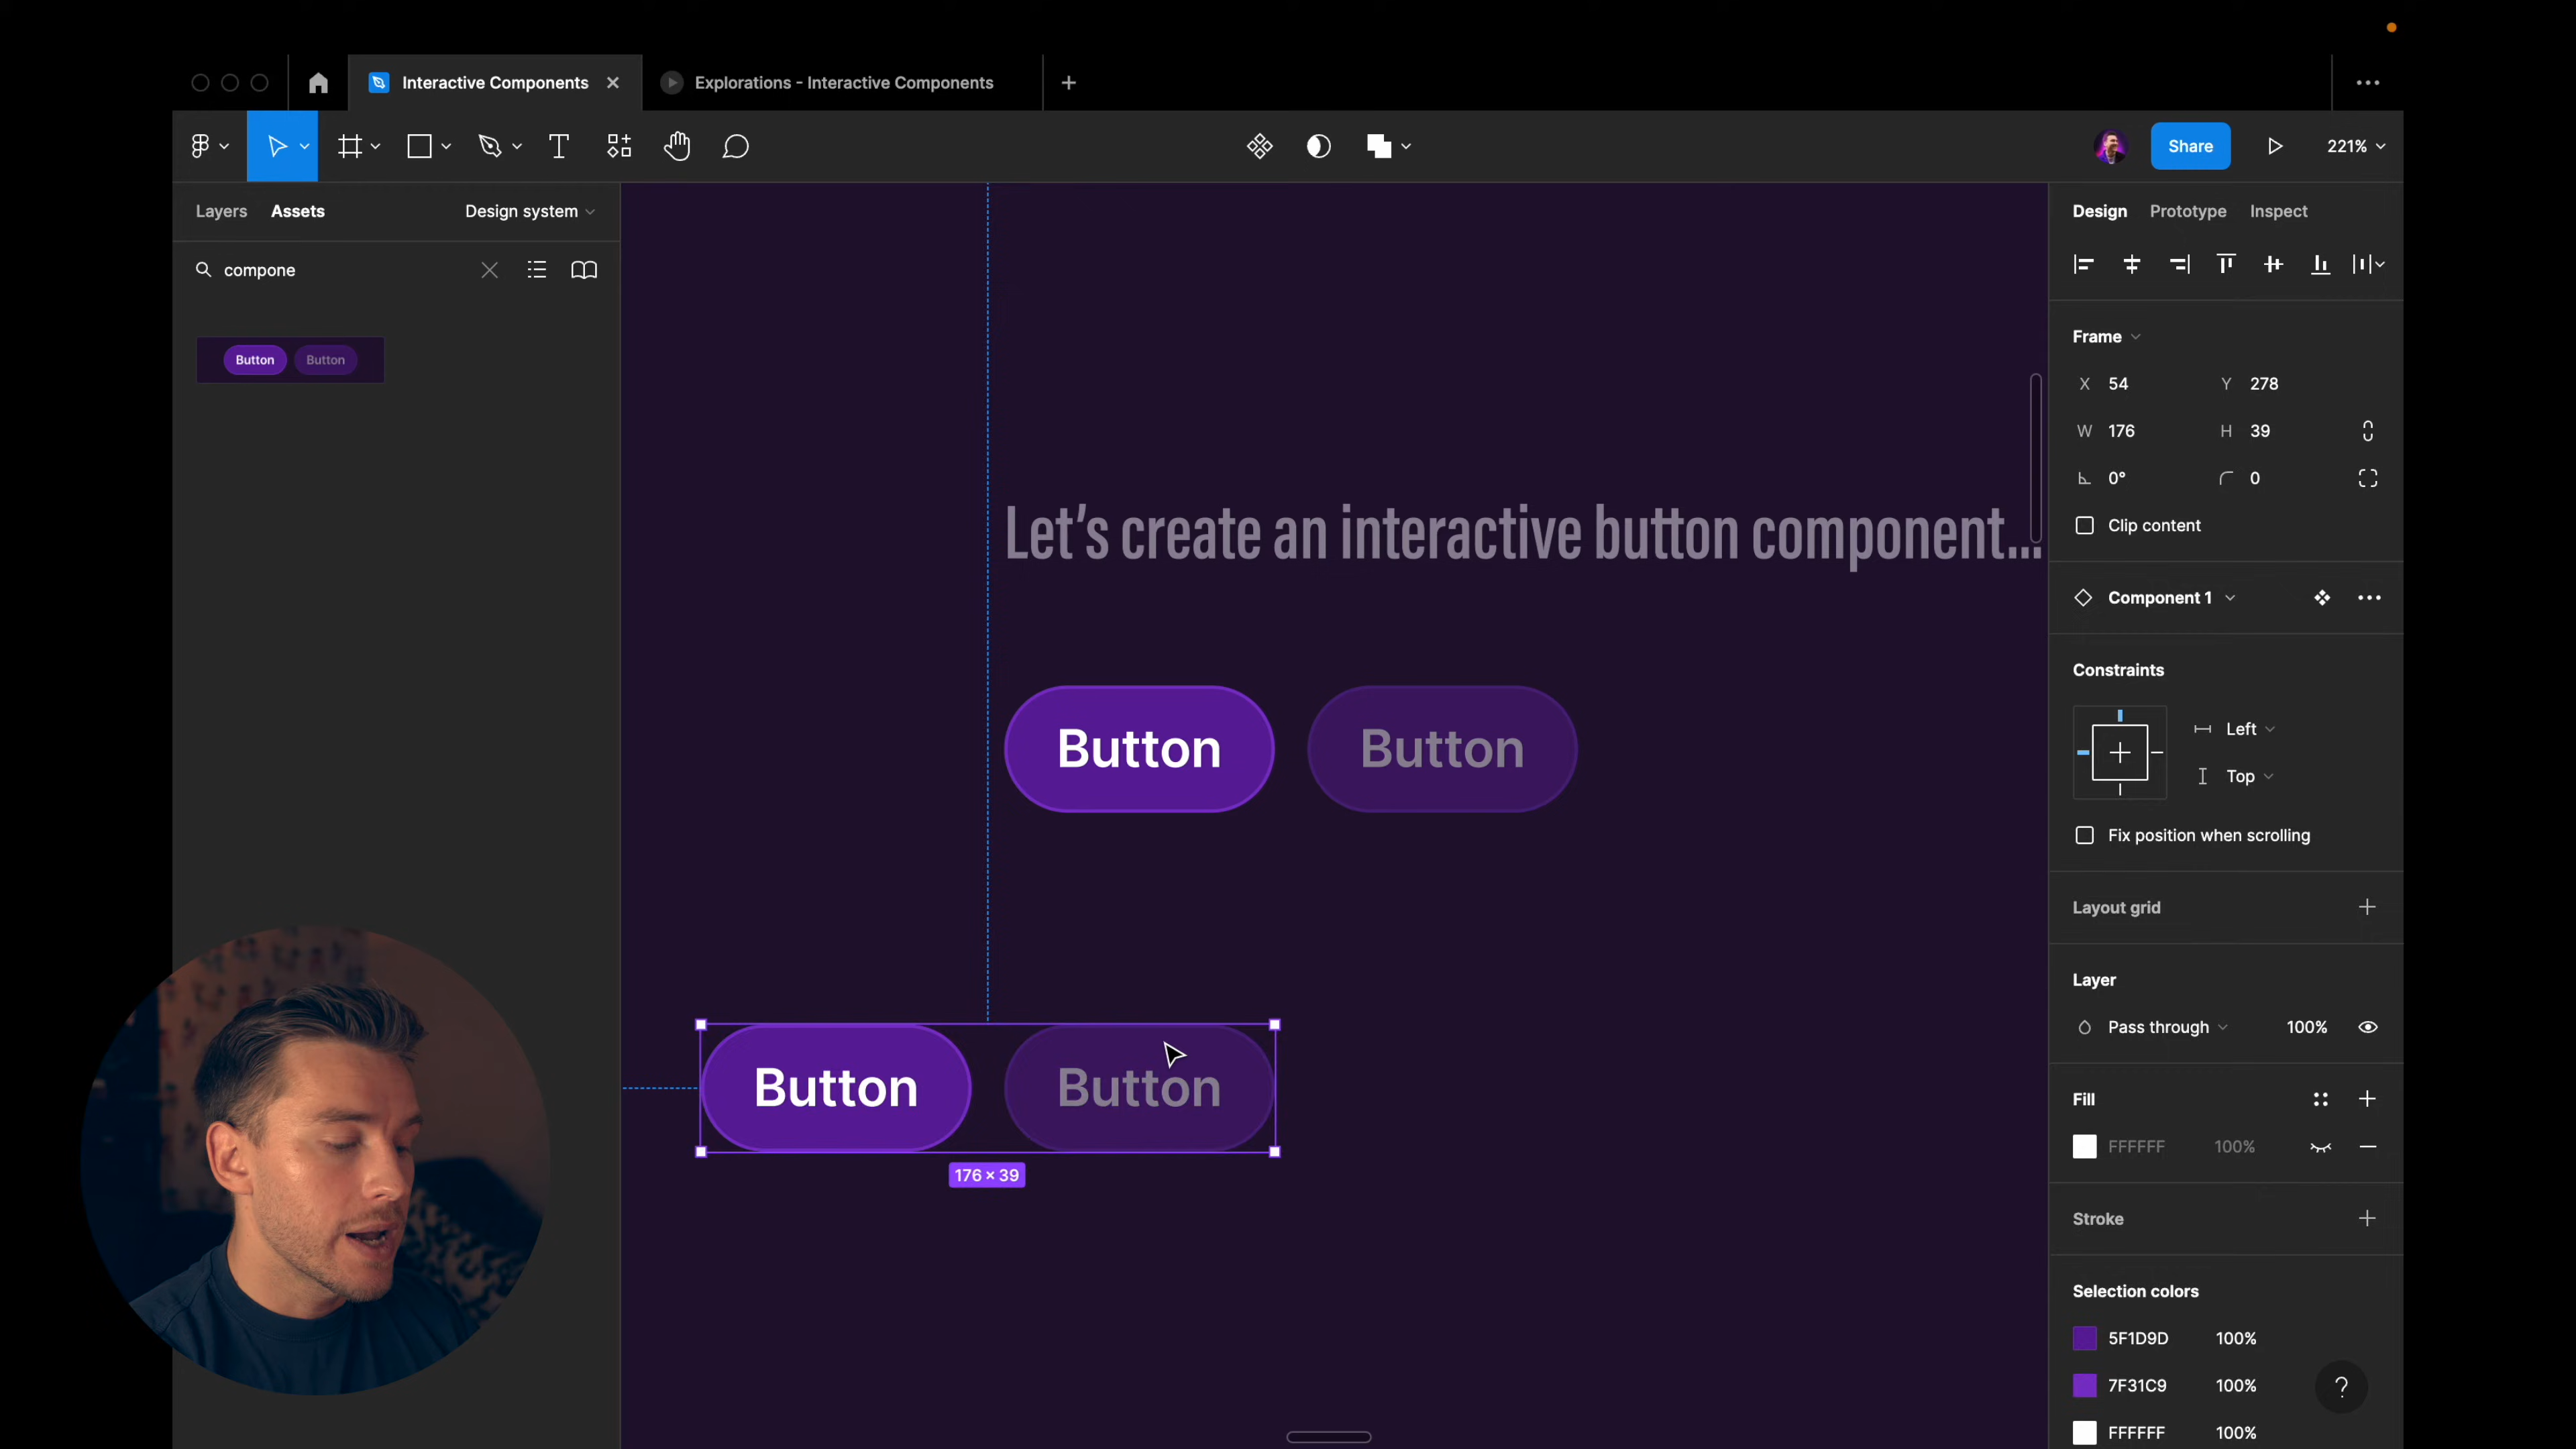 Interactive Components
Explorations - Interactive Components
Share
221%
Layers
Assets
Design system
Design
Prototype
Inspect
compone
Button
Button
Frame
X 54
Y 278
W 176
H 39
0°
0
Clip content
Let's create an interactive button component...
Component 1
Constraints
Left
Top
Fix position when scrolling
Button
Button
Layout grid
Layer
Pass through
100%
Button
Button
176 × 39
Fill
FFFFFF
100%
Stroke
Selection colors
5F1D9D
100%
7F31C9
100%
?
FFFFFF
100%